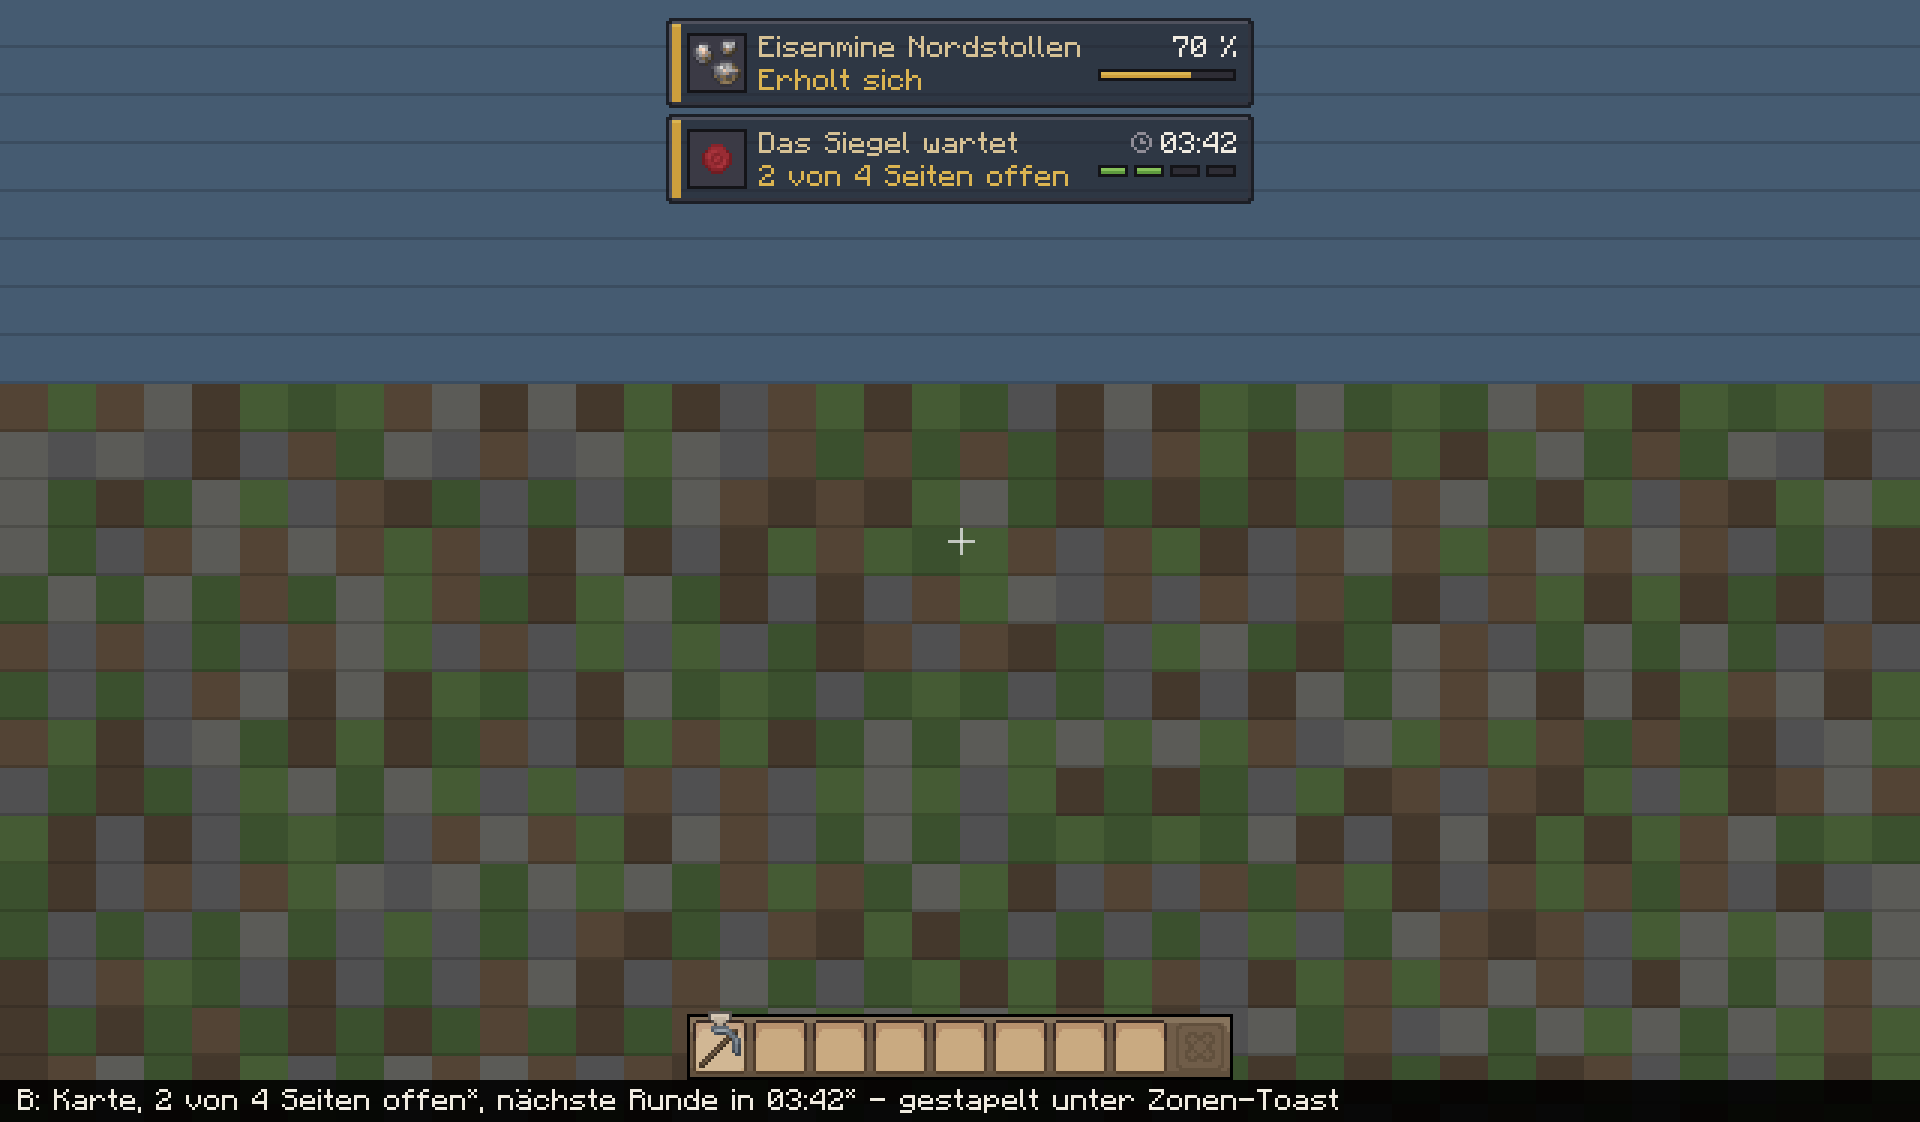 Eisenmine Nordstollen 70 %
Erholt sich
Das Siegel wartet 03:42
2 von 4 Seiten offen
B: Karte, 2 von 4 Seiten offen*, nächste Runde in 03:42* – gestapelt unter Zonen-Toast